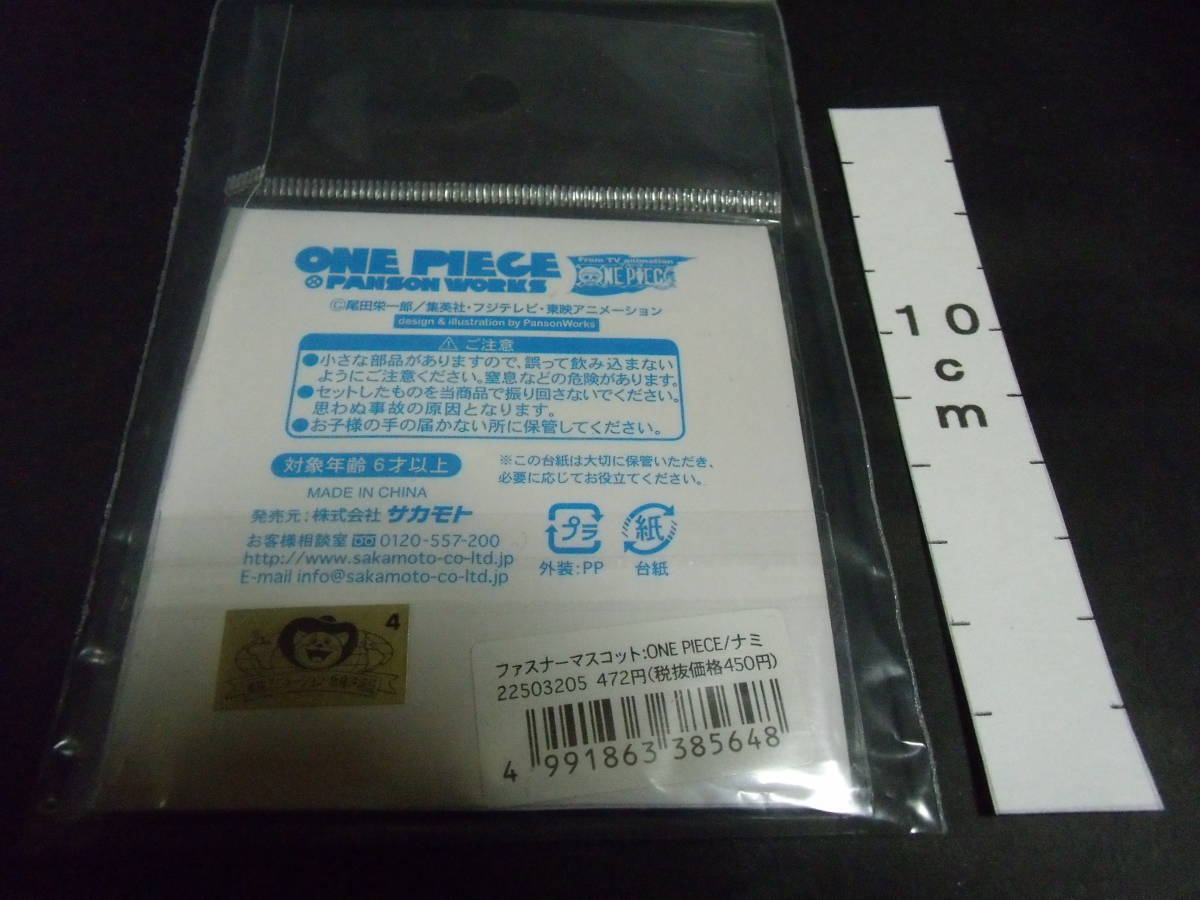 ONE PIECE
PANSON WORKS
From TV animation
ONE PIECE
Ⓒ尾田栄一郎／集英社・フジテレビ・東映アニメーション
design & illustration by PansonWorks
⚠ご注意
●小さな部品がありますので、誤って飲み込まない
ようにご注意ください。窒息などの危険があります。
●セットしたものを当商品で振り回さないでください。
思わぬ事故の原因となります。
●お子様の手の届かない所に保管してください。
対象年齢6才以上
※この台紙は大切に保管いただき、
必要に応じてお役立てください。
MADE IN CHINA
発売元:株式会社 サカモト
お客様相談室 0120-557-200
http://www.sakamoto-co-ltd.jp
E-mail info@sakamoto-co-ltd.jp
プラ
外装:PP
紙
台紙
4
ファスナーマスコット:ONE PIECE/ナミ
22503205 472円(税抜価格450円)
4 991863 385648
10
c
m